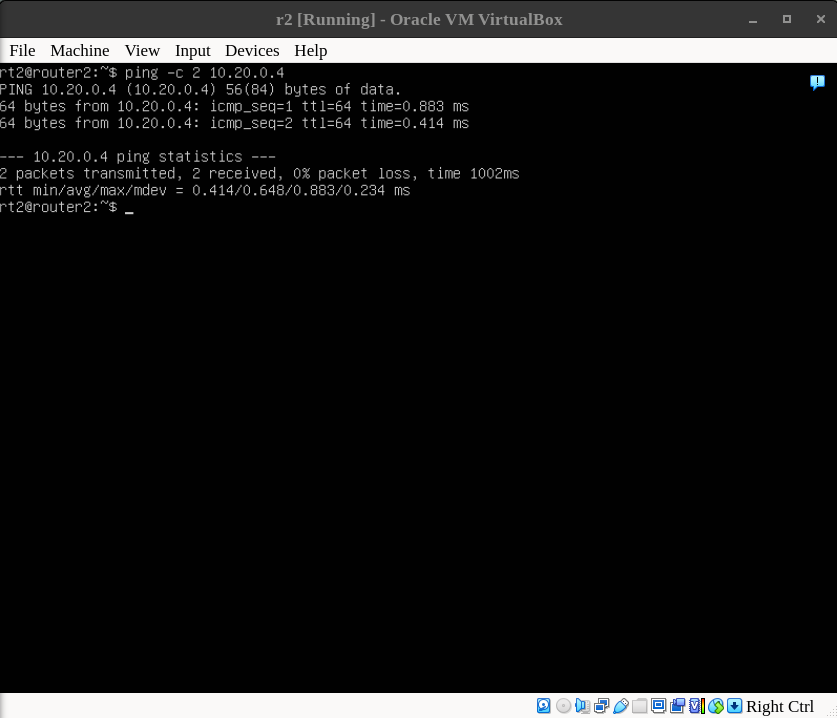 r2 [Running] - Oracle VM VirtualBox
File Machine View Input Devices Help
rt2@router2:~$ ping -c 2 10.20.0.4
PING 10.20.0.4 (10.20.0.4) 56(84) bytes of data.
64 bytes from 10.20.0.4: icmp_seq=1 ttl=64 time=0.883 ms
64 bytes from 10.20.0.4: icmp_seq=2 ttl=64 time=0.414 ms
--- 10.20.0.4 ping statistics ---
2 packets transmitted, 2 received, 0% packet loss, time 1002ms
rtt min/avg/max/mdev = 0.414/0.648/0.883/0.234 ms
rt2@router2:~$ _
Right Ctrl